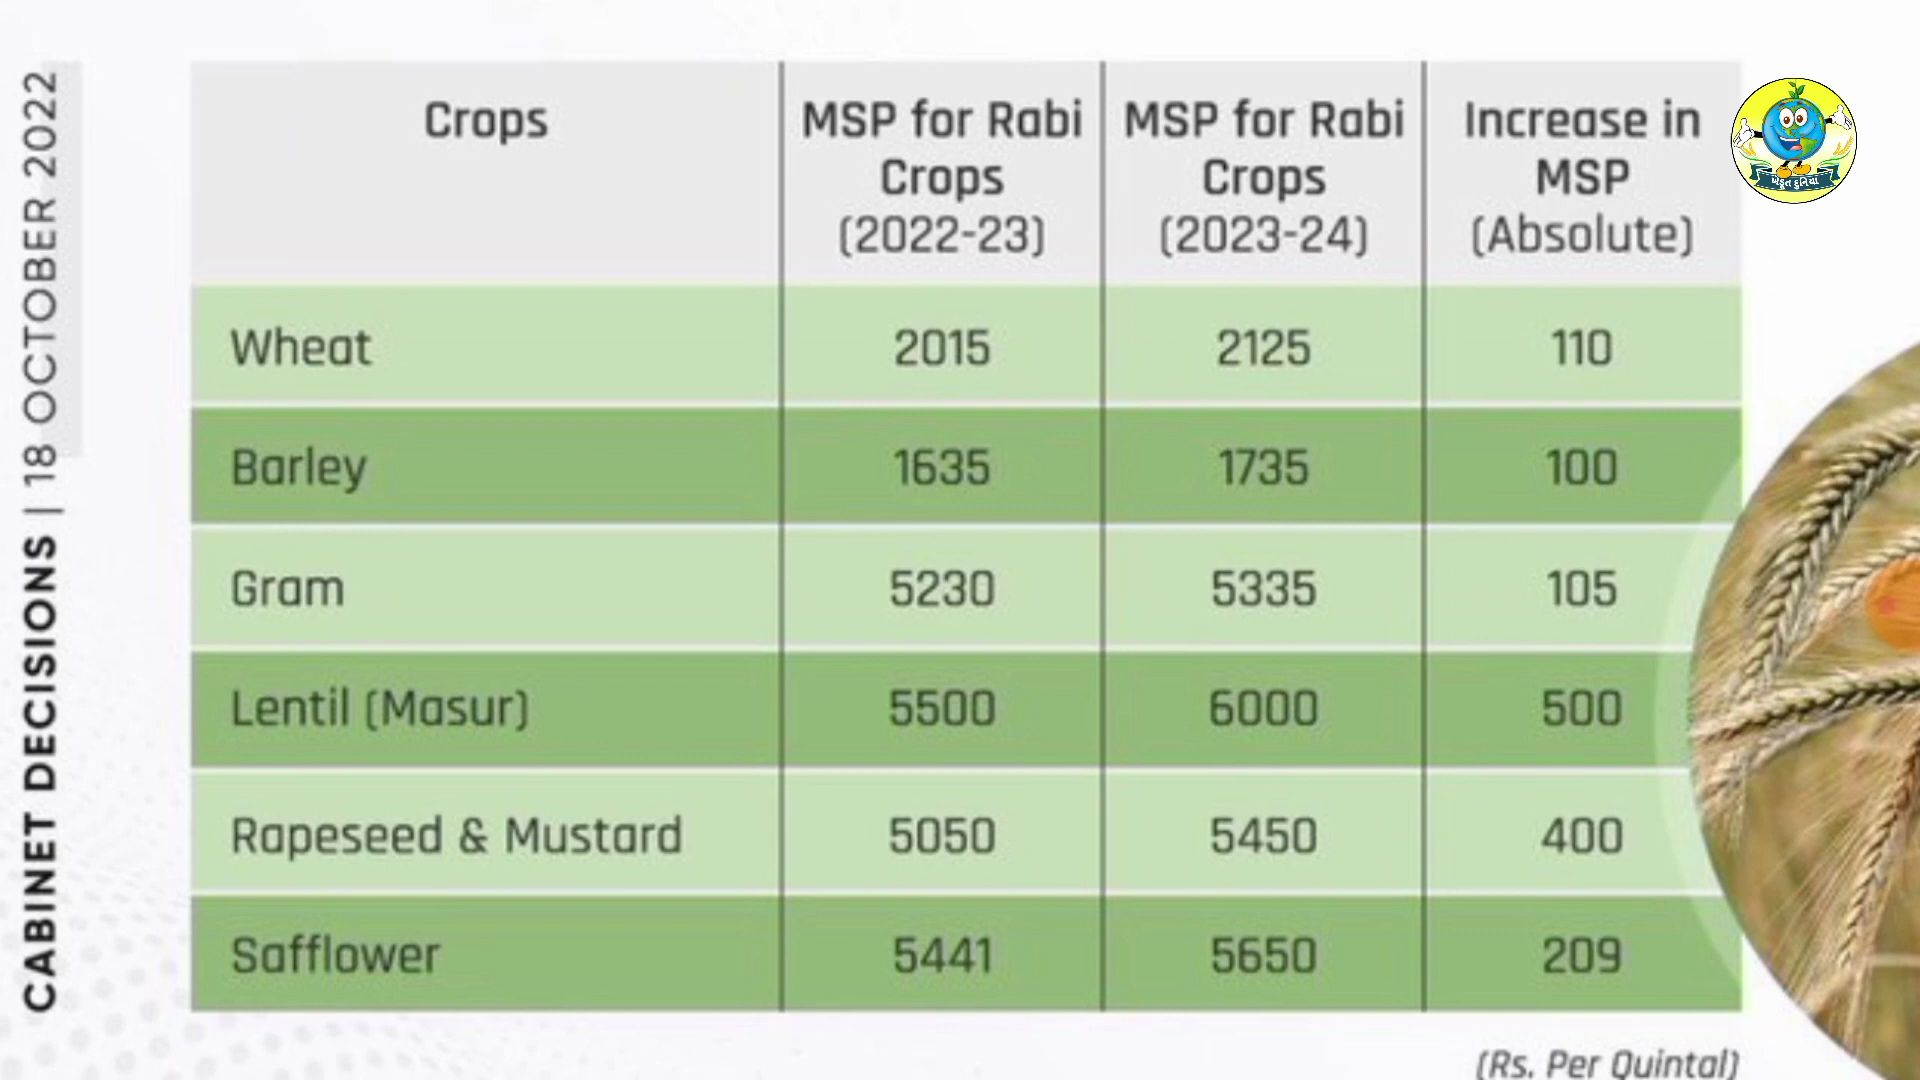 CABINET DECISIONS | 18 OCTOBER 2022
Crops
MSP for Rabi
Crops
(2022-23)
MSP for Rabi
Crops
(2023-24)
Increase in
MSP
(Absolute)
Wheat 2015 2125 110
Barley 1635 1735 100
Gram 5230 5335 105
Lentil (Masur) 5500 6000 500
Rapeseed & Mustard 5050 5450 400
Safflower 5441 5650 209
(Rs. Per Quintal)
ખેડૂત દુનિયા